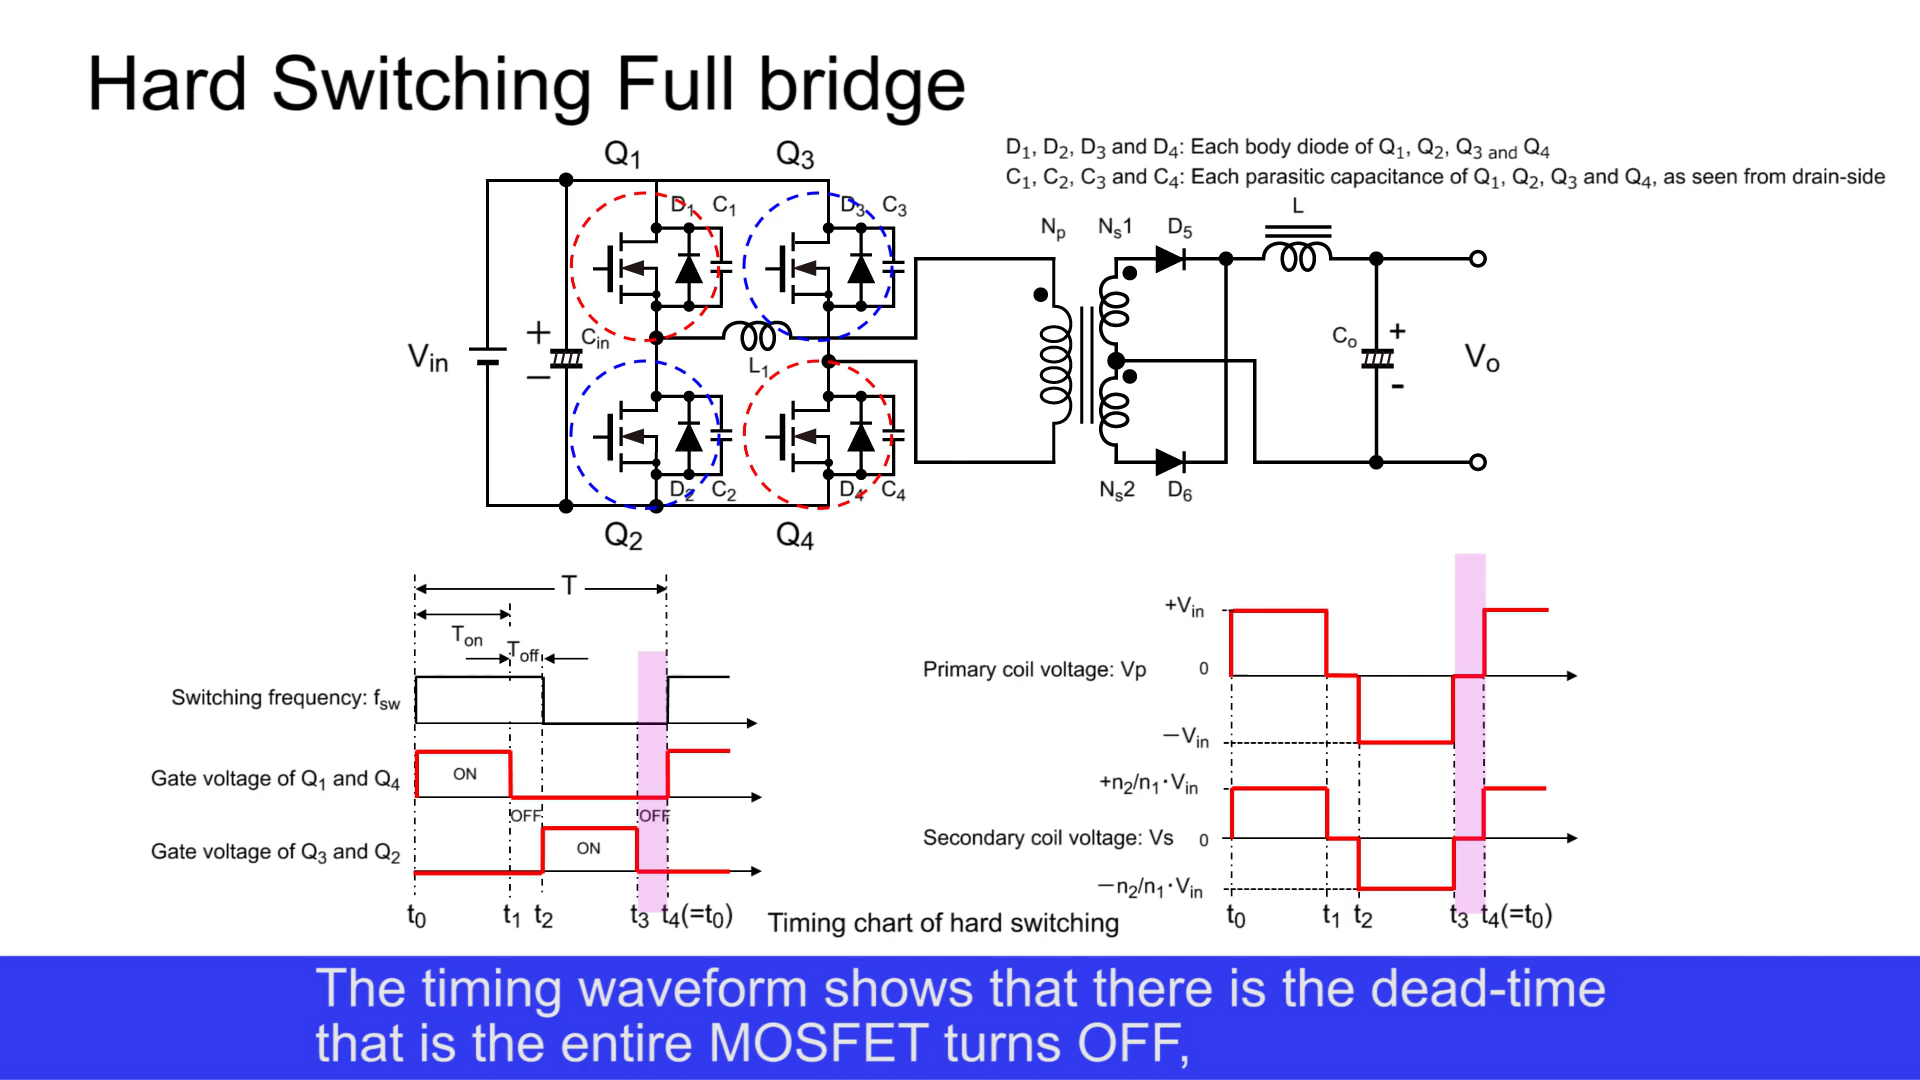 Hard Switching Full bridge
Q1 Q3
D1, D2, D3 and D4: Each body diode of Q1, Q2, Q3 and Q4
C1, C2, C3 and C4: Each parasitic capacitance of Q1, Q2, Q3 and Q4, as seen from drain-side
D1 C1 D3 C3
Np Ns1 D5 L
Vin + − Cin L1
Co + - Vo
D2 C2 D4 C4
Ns2 D6
Q2 Q4
T
Ton
Toff
Switching frequency: fsw
Gate voltage of Q1 and Q4
ON
OFF OFF
Gate voltage of Q3 and Q2
ON
t0 t1 t2 t3 t4(=t0)
Timing chart of hard switching
+Vin
Primary coil voltage: Vp 0
−Vin
+n2/n1･Vin
Secondary coil voltage: Vs 0
−n2/n1･Vin
t0 t1 t2 t3 t4(=t0)
The timing waveform shows that there is the dead-time
that is the entire MOSFET turns OFF,